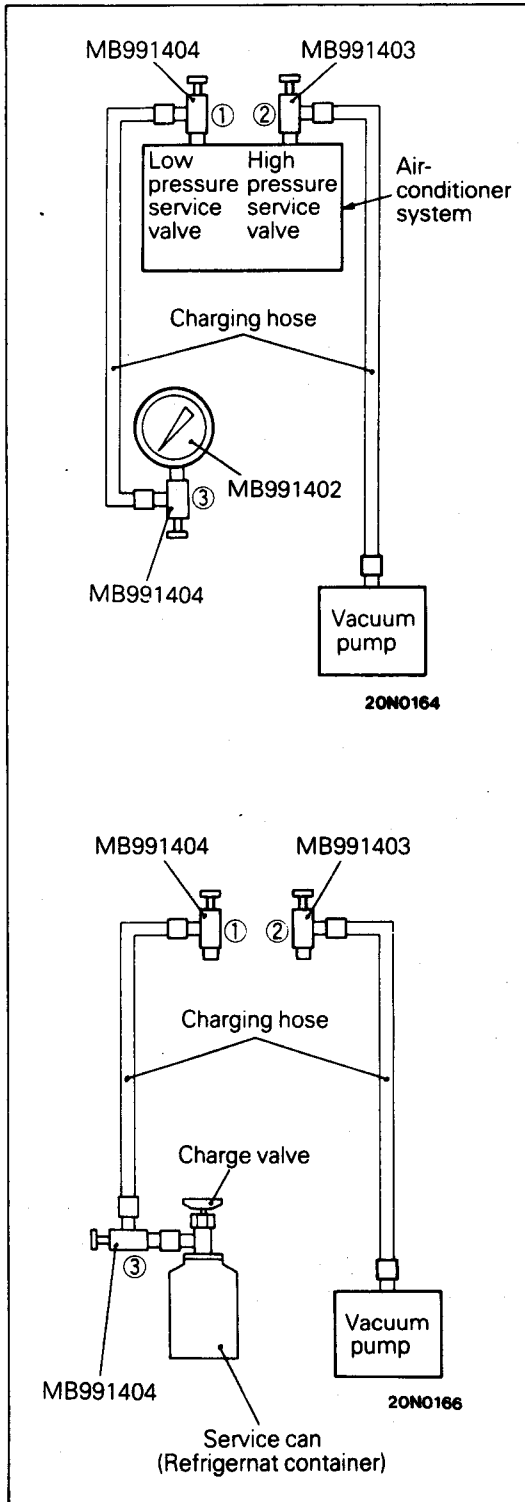 MB991404 MB991403
① ②
Low High
pressure pressure
service service
valve valve
Air-
conditioner
system
Charging hose
MB991402
③
MB991404
Vacuum
pump
20N0164
MB991404 MB991403
① ②
Charging hose
Charge valve
③
MB991404
Vacuum
pump
20N0166
Service can
(Refrigernat container)